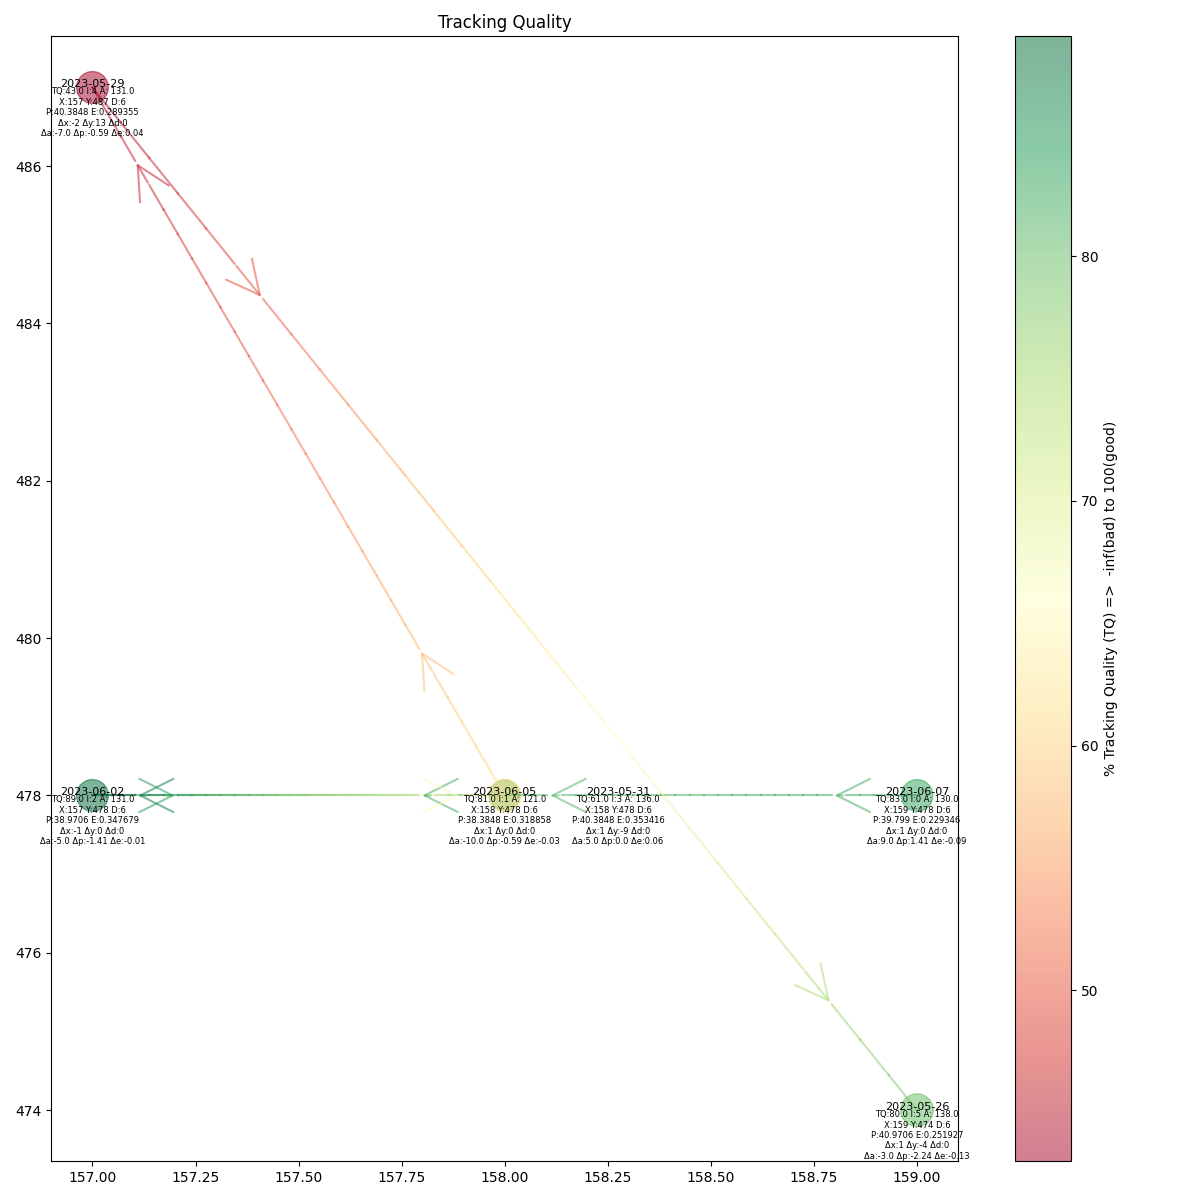 Tracking Quality
2023-05-29
TQ:43.0 I:4 A: 131.0
X:157 Y:487 D:6
P:40.3848 E:0.289355
Δx:-2 Δy:13 Δd:0
Δa:-7.0 Δp:-0.59 Δe:0.04
486
484
482
480
478
476
474
2023-06-02
TQ:89.0 I:2 A: 131.0
X:157 Y:478 D:6
P:38.9706 E:0.347679
Δx:-1 Δy:0 Δd:0
Δa:-5.0 Δp:-1.41 Δe:-0.01
2023-06-05
TQ:81.0 I:1 A: 121.0
X:158 Y:478 D:6
P:38.3848 E:0.318858
Δx:1 Δy:0 Δd:0
Δa:-10.0 Δp:-0.59 Δe:-0.03
2023-05-31
TQ:61.0 I:3 A: 136.0
X:158 Y:478 D:6
P:40.3848 E:0.353416
Δx:1 Δy:-9 Δd:0
Δa:5.0 Δp:0.0 Δe:0.06
2023-06-07
TQ:83.0 I:0 A: 130.0
X:159 Y:478 D:6
P:39.799 E:0.229346
Δx:1 Δy:0 Δd:0
Δa:9.0 Δp:1.41 Δe:-0.09
2023-05-26
TQ:80.0 I:5 A: 138.0
X:159 Y:474 D:6
P:40.9706 E:0.251927
Δx:1 Δy:-4 Δd:0
Δa:-3.0 Δp:-2.24 Δe:-0.13
157.00 157.25 157.50 157.75 158.00 158.25 158.50 158.75 159.00
80
70
60
50
% Tracking Quality (TQ) =>  -inf(bad) to 100(good)